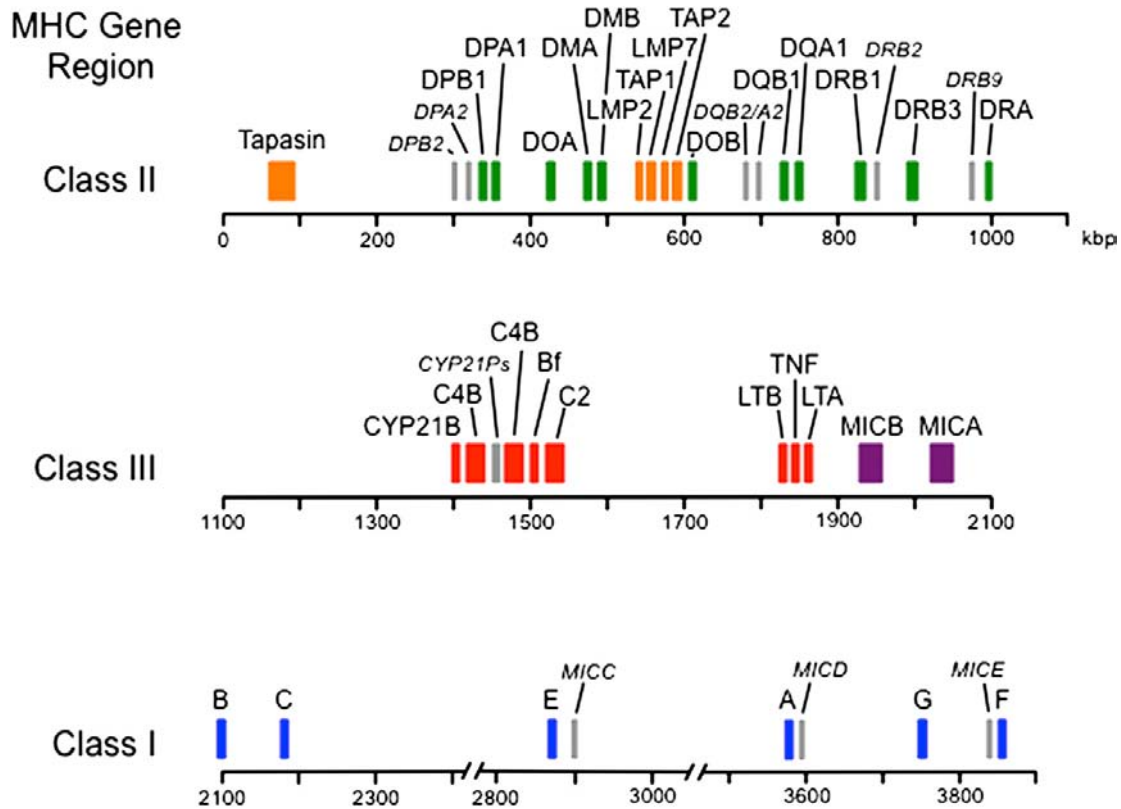 MHC Gene
Region
DMB TAP2
DPA1 DMA LMP7 DQA1 DRB2
DPB1 TAP1 DQB1 DRB1 DRB9
DPA2 LMP2 DQB2/A2 DRB3 DRA
Tapasin DPB2 DOA DOB
Class II
0 200 400 600 800 1000 kbp
C4B
CYP21Ps Bf TNF
C4B C2 LTB LTA
CYP21B MICB MICA
Class III
1100 1300 1500 1700 1900 2100
MICC MICD MICE
B C E A G F
Class I
2100 2300 2800 3000 3600 3800